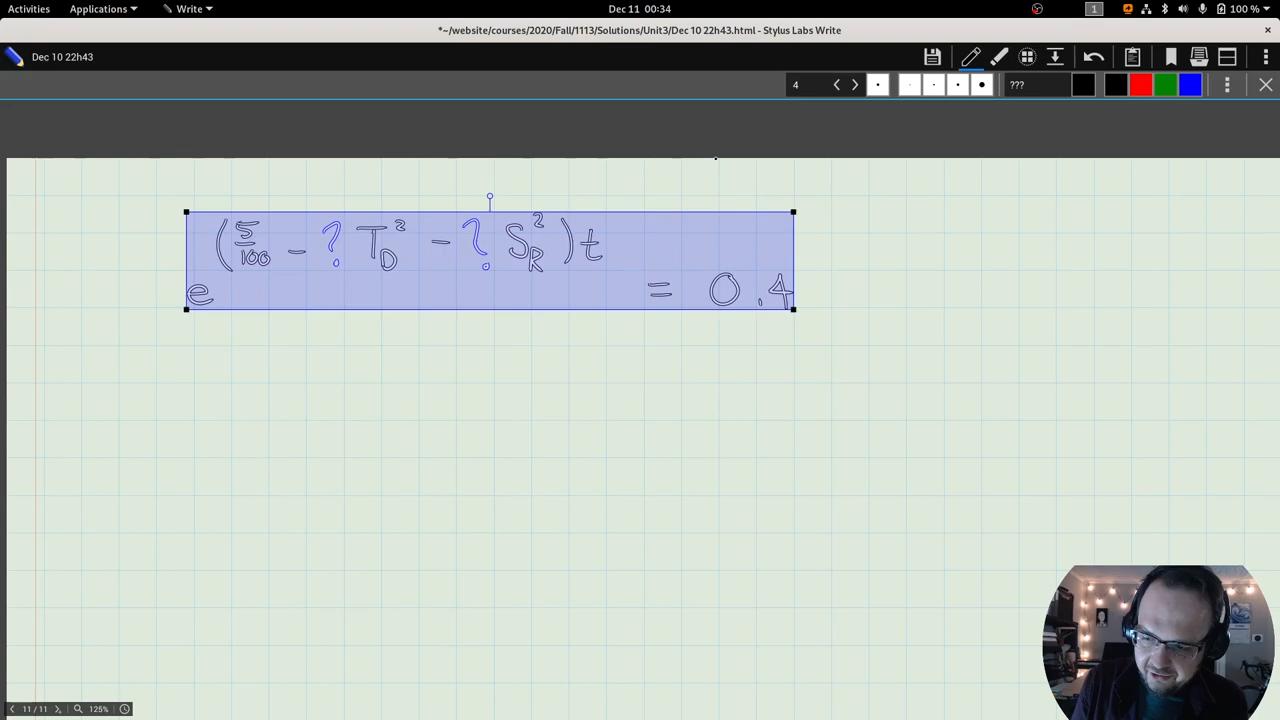 Activities Applications Write Dec 11 00:34 1 100 %
*~/website/courses/2020/Fall/1113/Solutions/Unit3/Dec 10 22h43.html - Stylus Labs Write
Dec 10 22h43
4 ???
e^(5/100 - ? T_D^2 - ? S_R^2)t = 0.4
11 / 11 125%